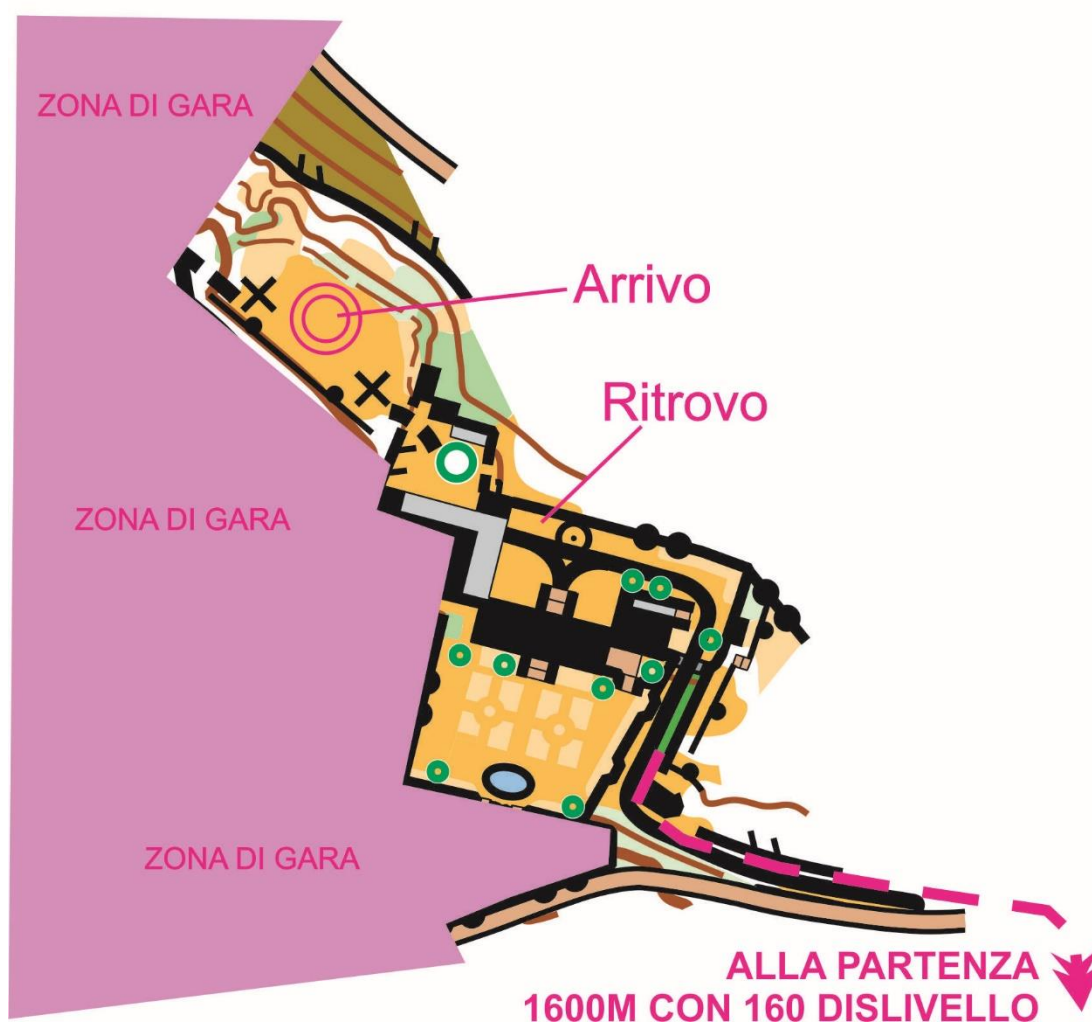 ZONA DI GARA
Arrivo
Ritrovo
ZONA DI GARA
ZONA DI GARA
ALLA PARTENZA
1600M CON 160 DISLIVELLO